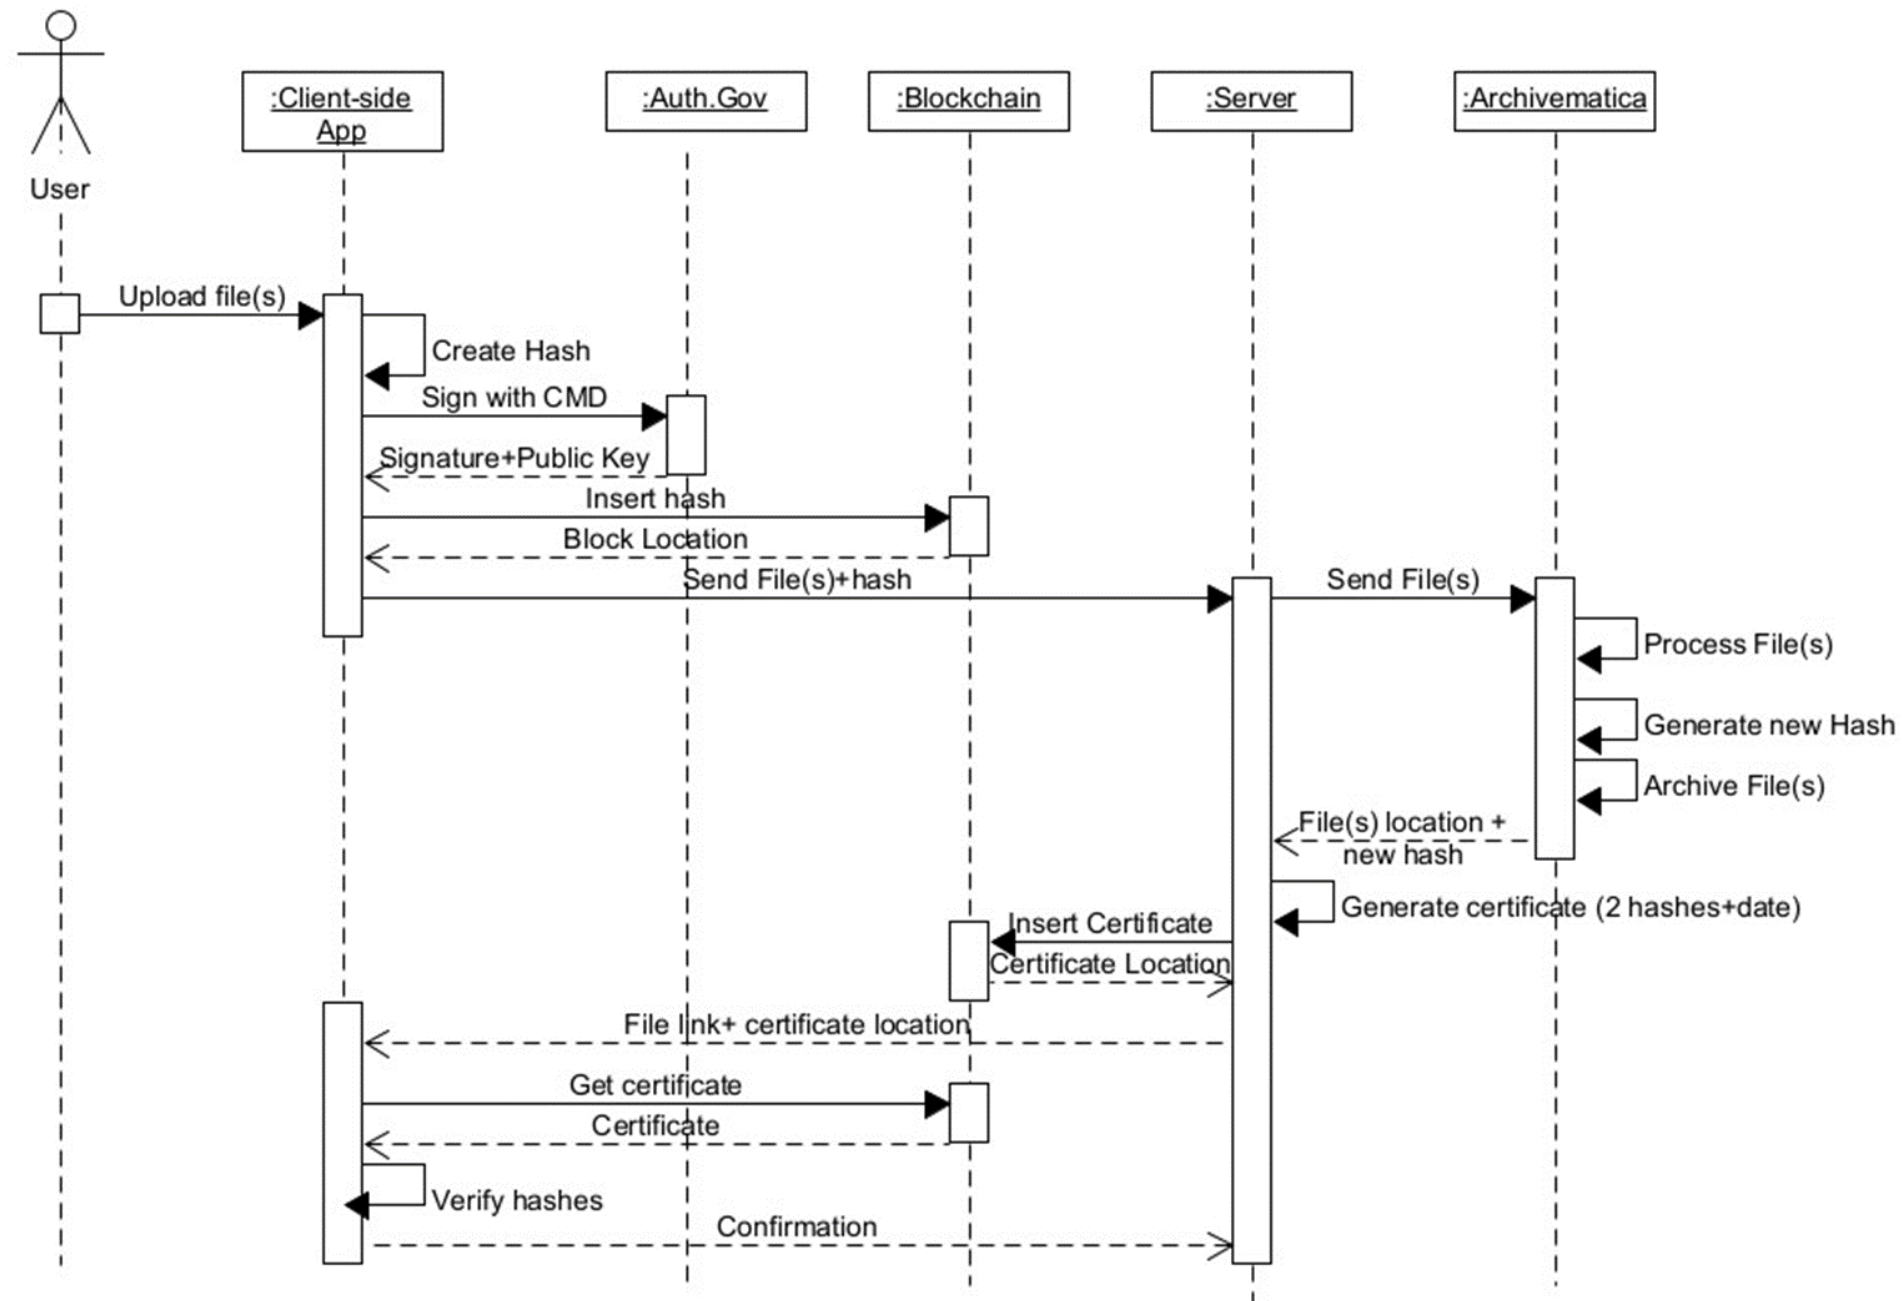 :Client-side
App
:Auth.Gov
:Blockchain
:Server
:Archivematica
User
Upload file(s)
Create Hash
Sign with CMD
Signature+Public Key
Insert hash
Block Location
Send File(s)+hash
Send File(s)
Process File(s)
Generate new Hash
Archive File(s)
File(s) location +
new hash
Generate certificate (2 hashes+date)
Insert Certificate
Certificate Location
File link+ certificate location
Get certificate
Certificate
Verify hashes
Confirmation